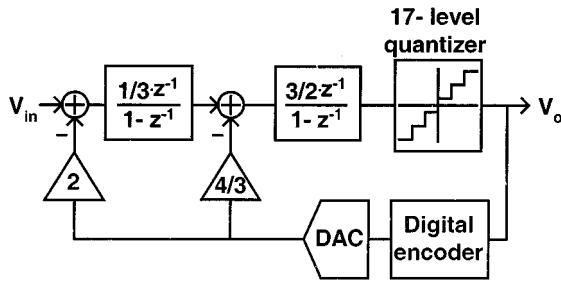 17- level
quantizer
V_in
+
1/3·z⁻¹
1- z⁻¹
+
3/2·z⁻¹
1- z⁻¹
V_o
−
−
2
4/3
DAC
Digital
encoder